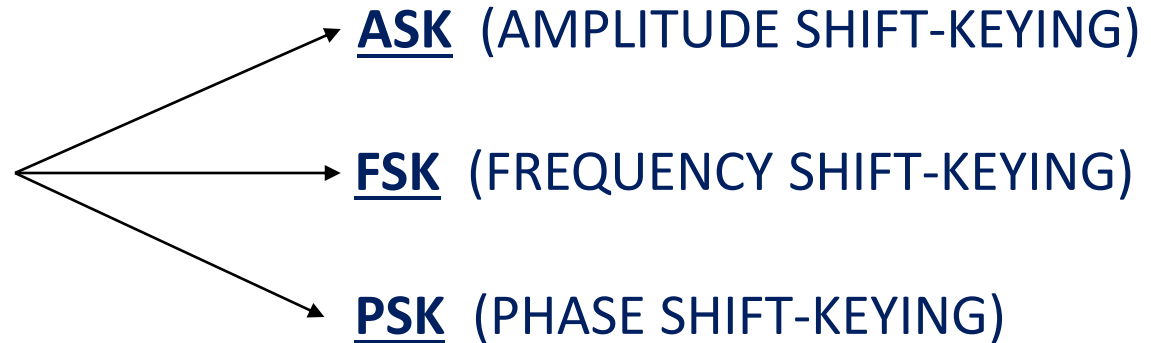 ASK (AMPLITUDE SHIFT-KEYING)
FSK (FREQUENCY SHIFT-KEYING)
PSK (PHASE SHIFT-KEYING)